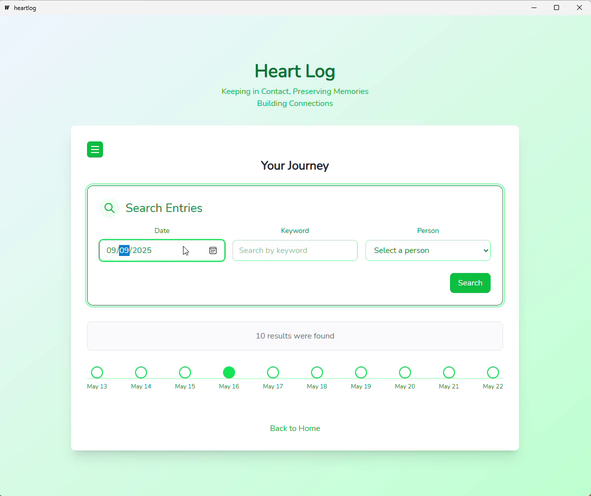 heartlog
Heart Log
Keeping in Contact, Preserving Memories
Building Connections
Your Journey
Search Entries
Date Keyword Person
09/09/2025 Search by keyword Select a person
Search
10 results were found
May 13 May 14 May 15 May 16 May 17 May 18 May 19 May 20 May 21 May 22
Back to Home